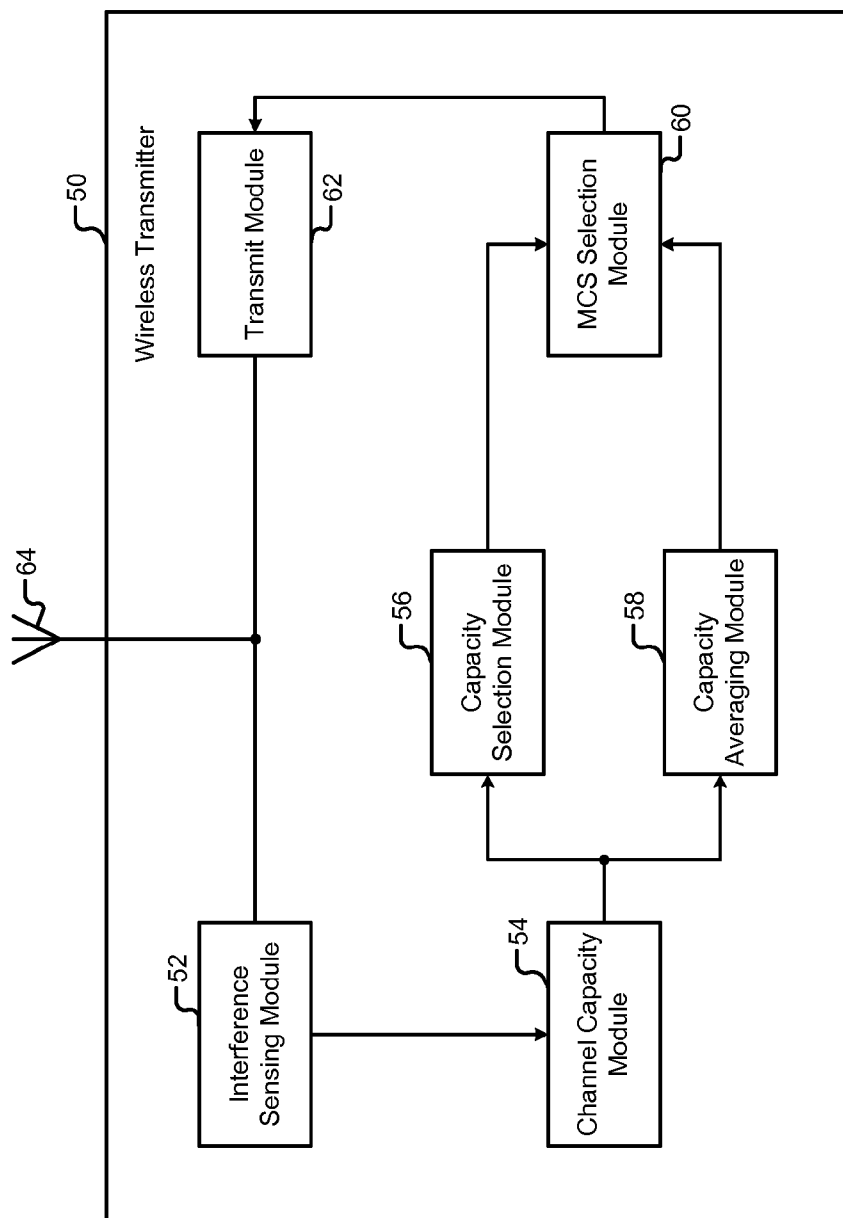 50
Wireless Transmitter
64
52
Interference
Sensing Module
Transmit Module
62
54
Channel Capacity
Module
56
Capacity
Selection Module
58
Capacity
Averaging Module
MCS Selection
Module
60